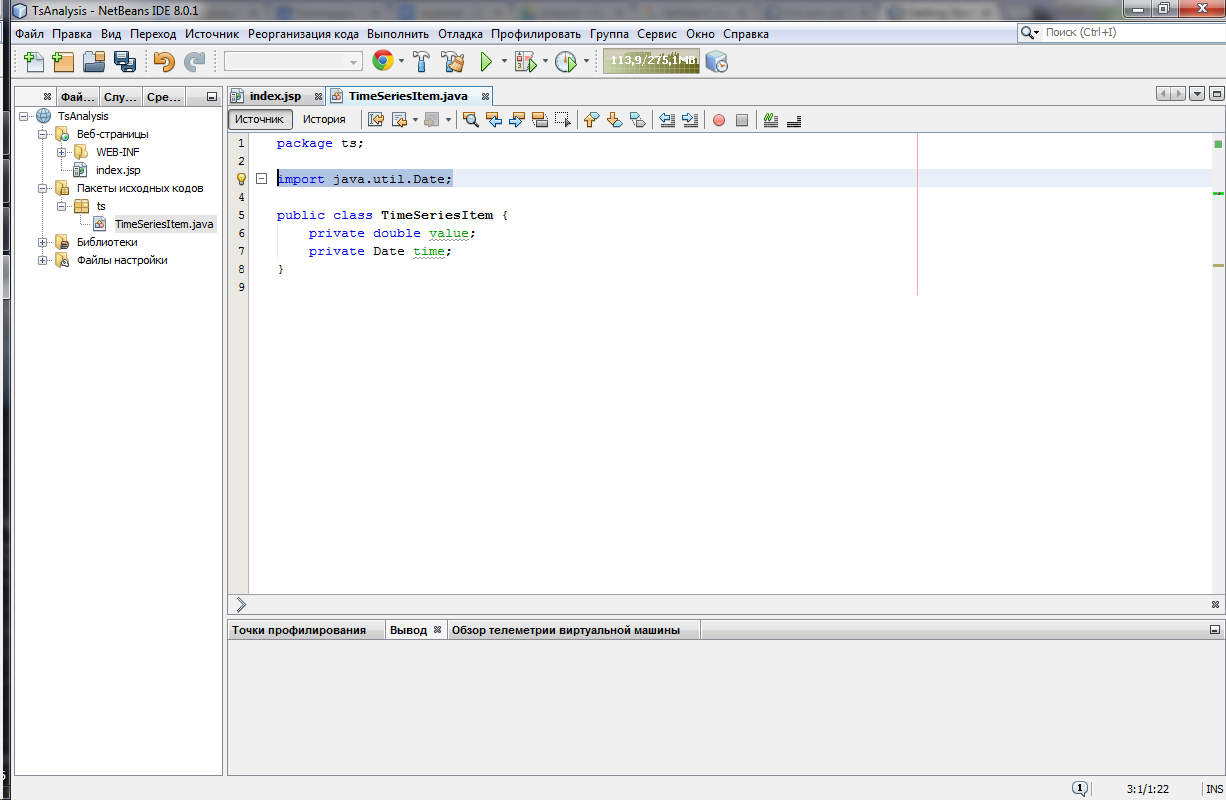 TsAnalysis - NetBeans IDE 8.0.1
Файл Правка Вид Переход Источник Реорганизация кода Выполнить Отладка Профилировать Группа Сервис Окно Справка
Поиск (Ctrl+I)
113,9/275,1MB
Фай... Слу... Сре...
index.jsp TimeSeriesItem.java
Источник История
TsAnalysis
Веб-страницы
WEB-INF
index.jsp
Пакеты исходных кодов
ts
TimeSeriesItem.java
Библиотеки
Файлы настройки
1 package ts;
2
import java.util.Date;
4
5 public class TimeSeriesItem {
6 private double value;
7 private Date time;
8 }
9
Точки профилирования Вывод Обзор телеметрии виртуальной машины
1 3:1/1:22 INS